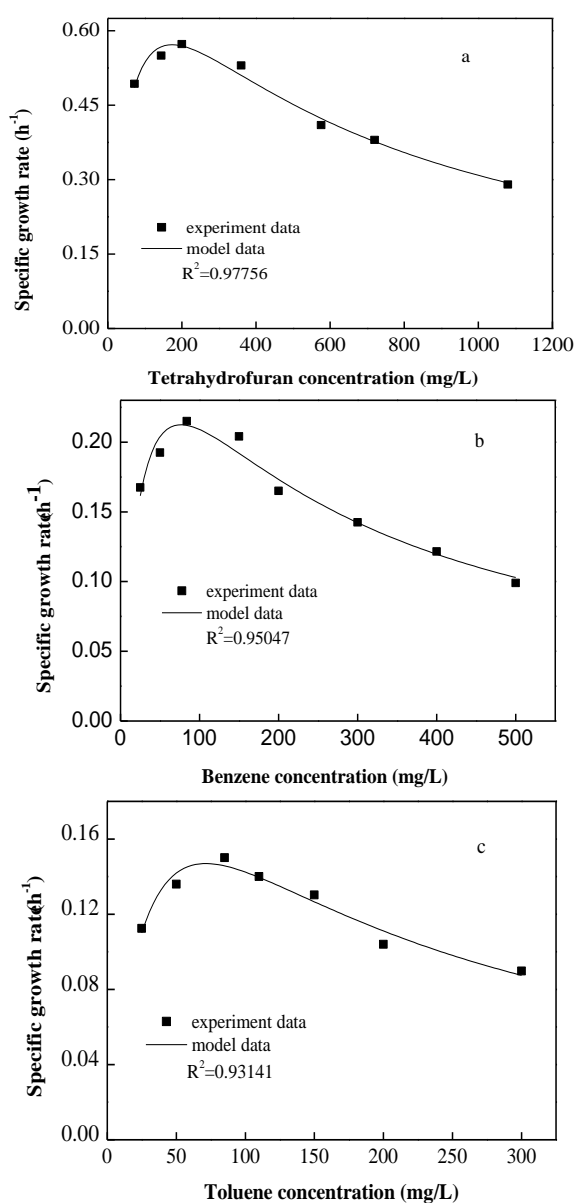 a
0.60
0.45
0.30
0.15
0.00
Specific growth rate (h-1)
experiment data
model data
R2=0.97756
0 200 400 600 800 1000 1200
Tetrahydrofuran concentration (mg/L)
b
0.20
0.15
0.10
0.05
0.00
Specific growth rate(h-1)
experiment data
model data
R2=0.95047
0 100 200 300 400 500
Benzene concentration (mg/L)
c
0.16
0.12
0.08
0.04
0.00
Specific growth rate(h-1)
experiment data
model data
R2=0.93141
0 50 100 150 200 250 300
Toluene concentration (mg/L)